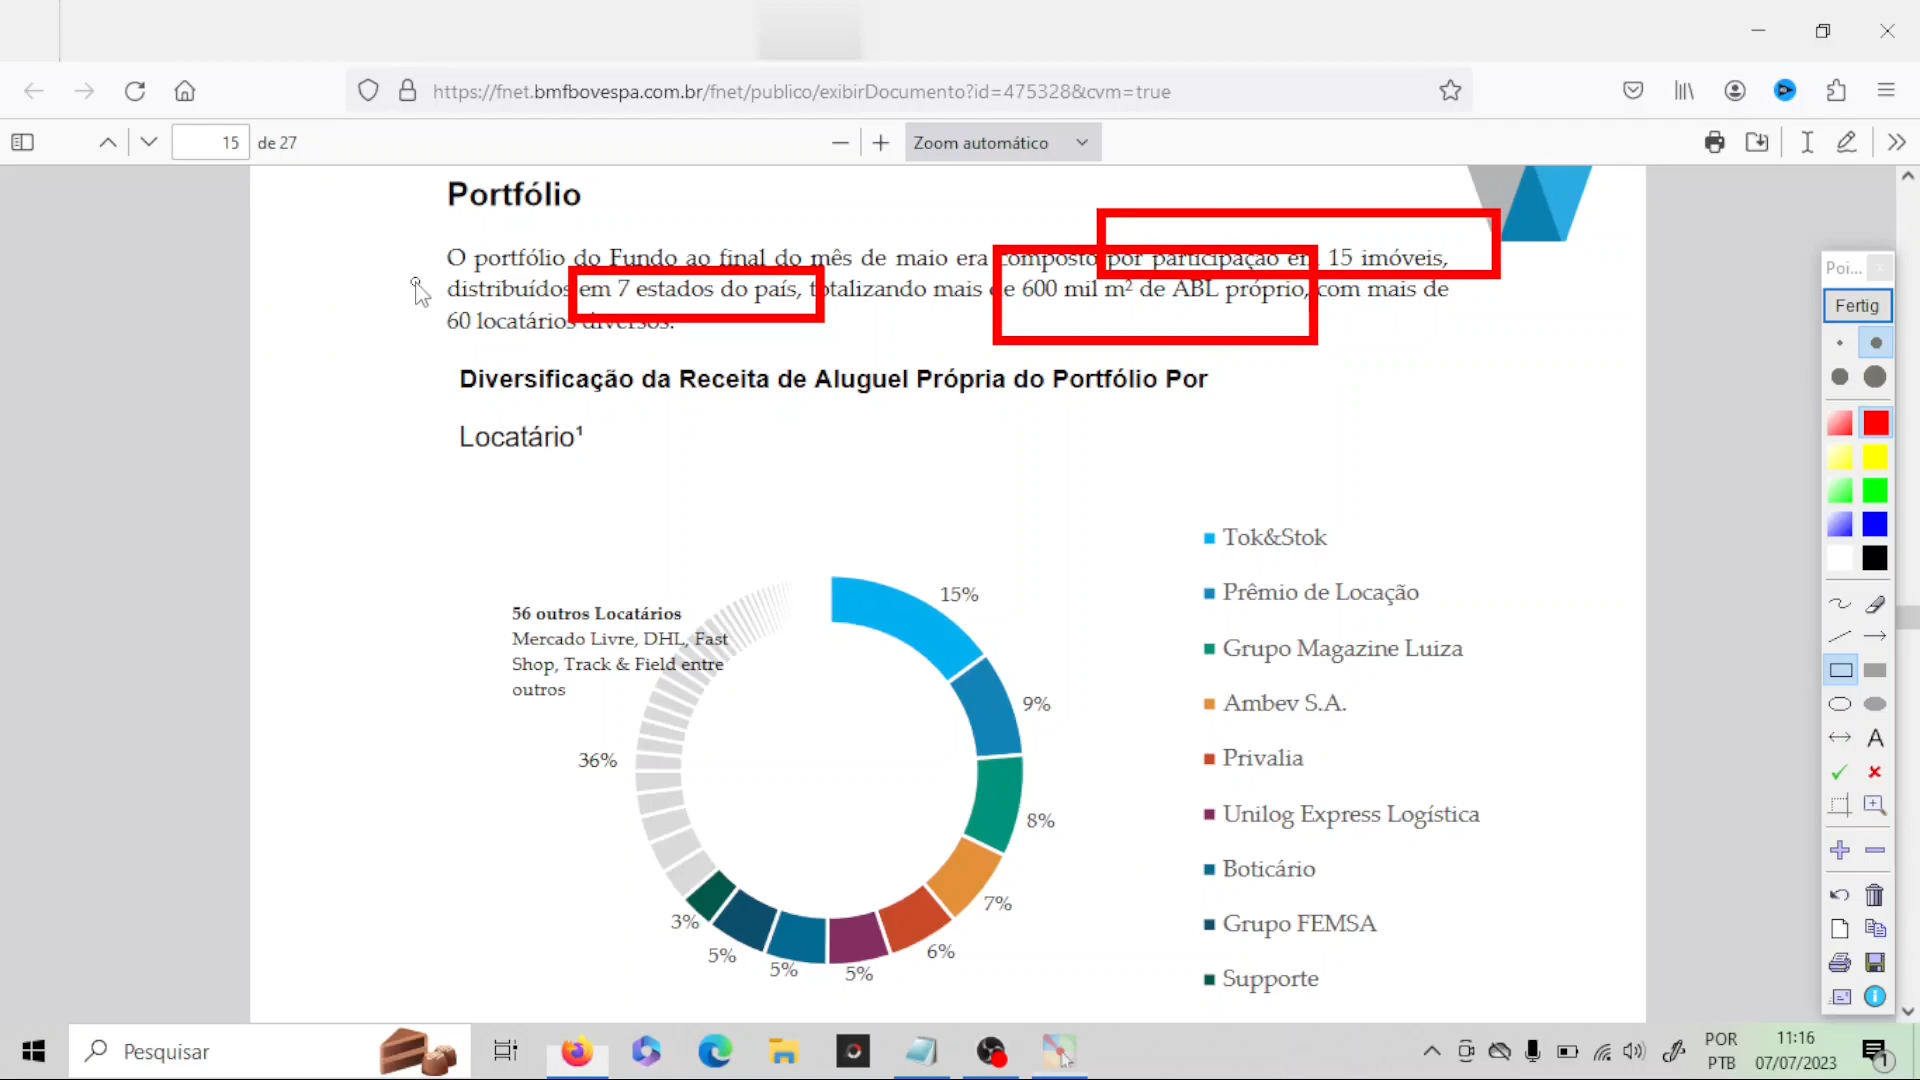 https://fnet.bmfbovespa.com.br/fnet/publico/exibirDocumento?id=475328&cvm=true
15 de 27
Zoom automático
Portfólio
O portfólio do Fundo ao final do mês de maio era composto por participação em 15 imóveis,
distribuídos em 7 estados do país, totalizando mais de 600 mil m² de ABL próprio, com mais de
60 locatários diversos.
Diversificação da Receita de Aluguel Própria do Portfólio Por
Locatário¹
56 outros Locatários
Mercado Livre, DHL, Fast
Shop, Track & Field entre
outros
15%
9%
8%
7%
6%
5%
5%
5%
3%
36%
Tok&Stok
Prêmio de Locação
Grupo Magazine Luiza
Ambev S.A.
Privalia
Unilog Express Logística
Boticário
Grupo FEMSA
Supporte
Poi...
Fertig
A
Pesquisar
POR
PTB
11:16
07/07/2023
1